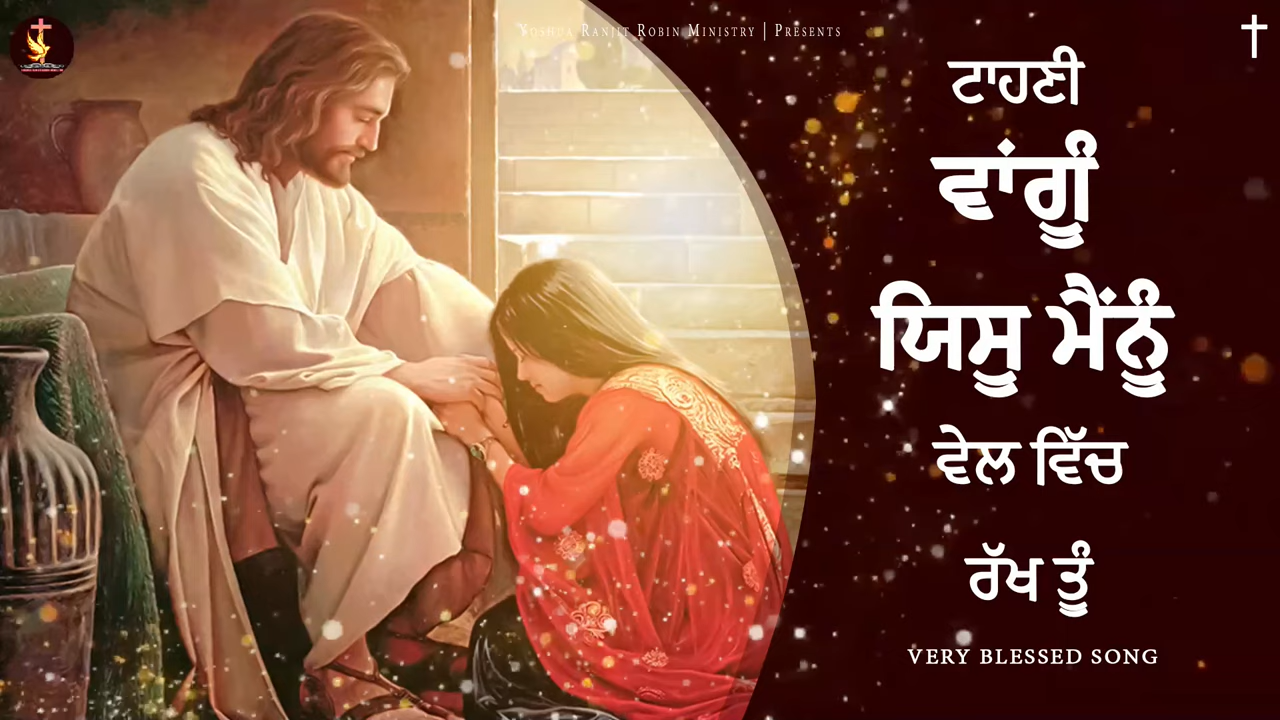 Yoshua Ranjit Robin Ministry | Presents
ਟਾਹਣੀ
ਵਾਂਗੂੰ
ਯਿਸੂ ਮੈਂਨੂੰ
ਵੇਲ ਵਿੱਚ
ਰੱਖ ਤੂੰ
VERY BLESSED SONG